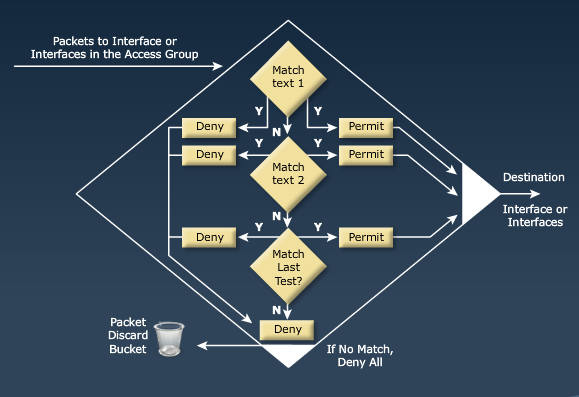 Packets to Interface or
Interfaces in the Access Group
Match
text 1
Y
Y
Deny
N
Permit
Y
Y
Deny
Match
text 2
Permit
Destination
Interface or
Interfaces
N
Y
Y
Deny
Permit
Match
Last
Test?
N
Deny
Packet
Discard
Bucket
If No Match,
Deny All